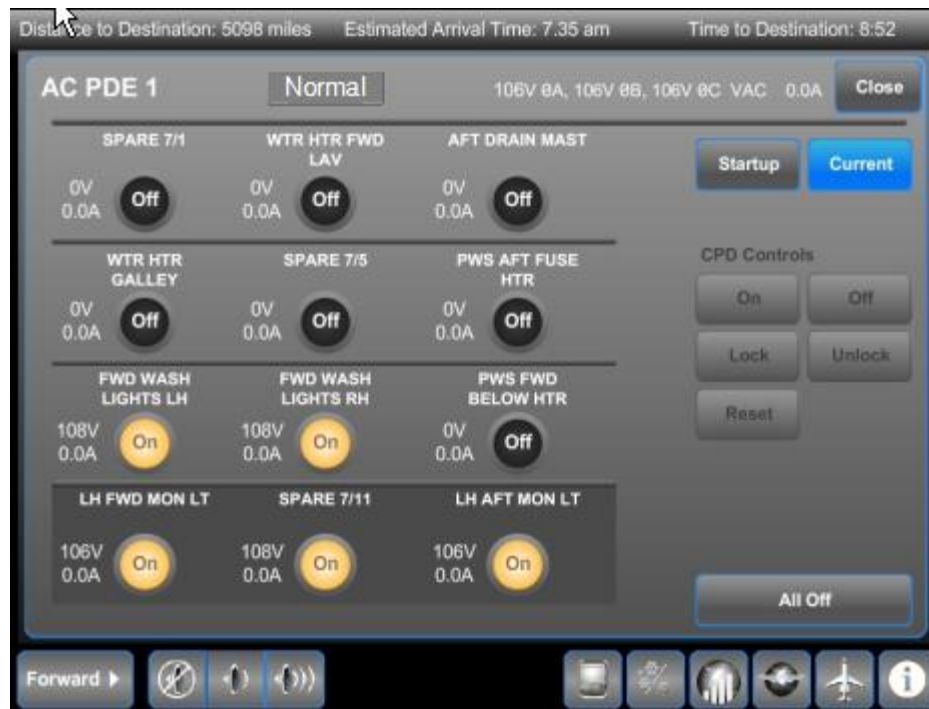 Distance to Destination: 5098 miles Estimated Arrival Time: 7.35 am Time to Destination: 8:52
AC PDE 1 Normal 106V ØA, 106V ØB, 106V ØC VAC 0.0A Close
SPARE 7/1
0V
0.0A
Off
WTR HTR FWD
LAV
0V
0.0A
Off
AFT DRAIN MAST
0V
0.0A
Off
WTR HTR
GALLEY
0V
0.0A
Off
SPARE 7/5
0V
0.0A
Off
PWS AFT FUSE
HTR
0V
0.0A
Off
FWD WASH
LIGHTS LH
108V
0.0A
On
FWD WASH
LIGHTS RH
108V
0.0A
On
PWS FWD
BELOW HTR
0V
0.0A
Off
LH FWD MON LT
106V
0.0A
On
SPARE 7/11
108V
0.0A
On
LH AFT MON LT
106V
0.0A
On
Startup Current
CPD Controls
On Off
Lock Unlock
Reset
All Off
Forward
i